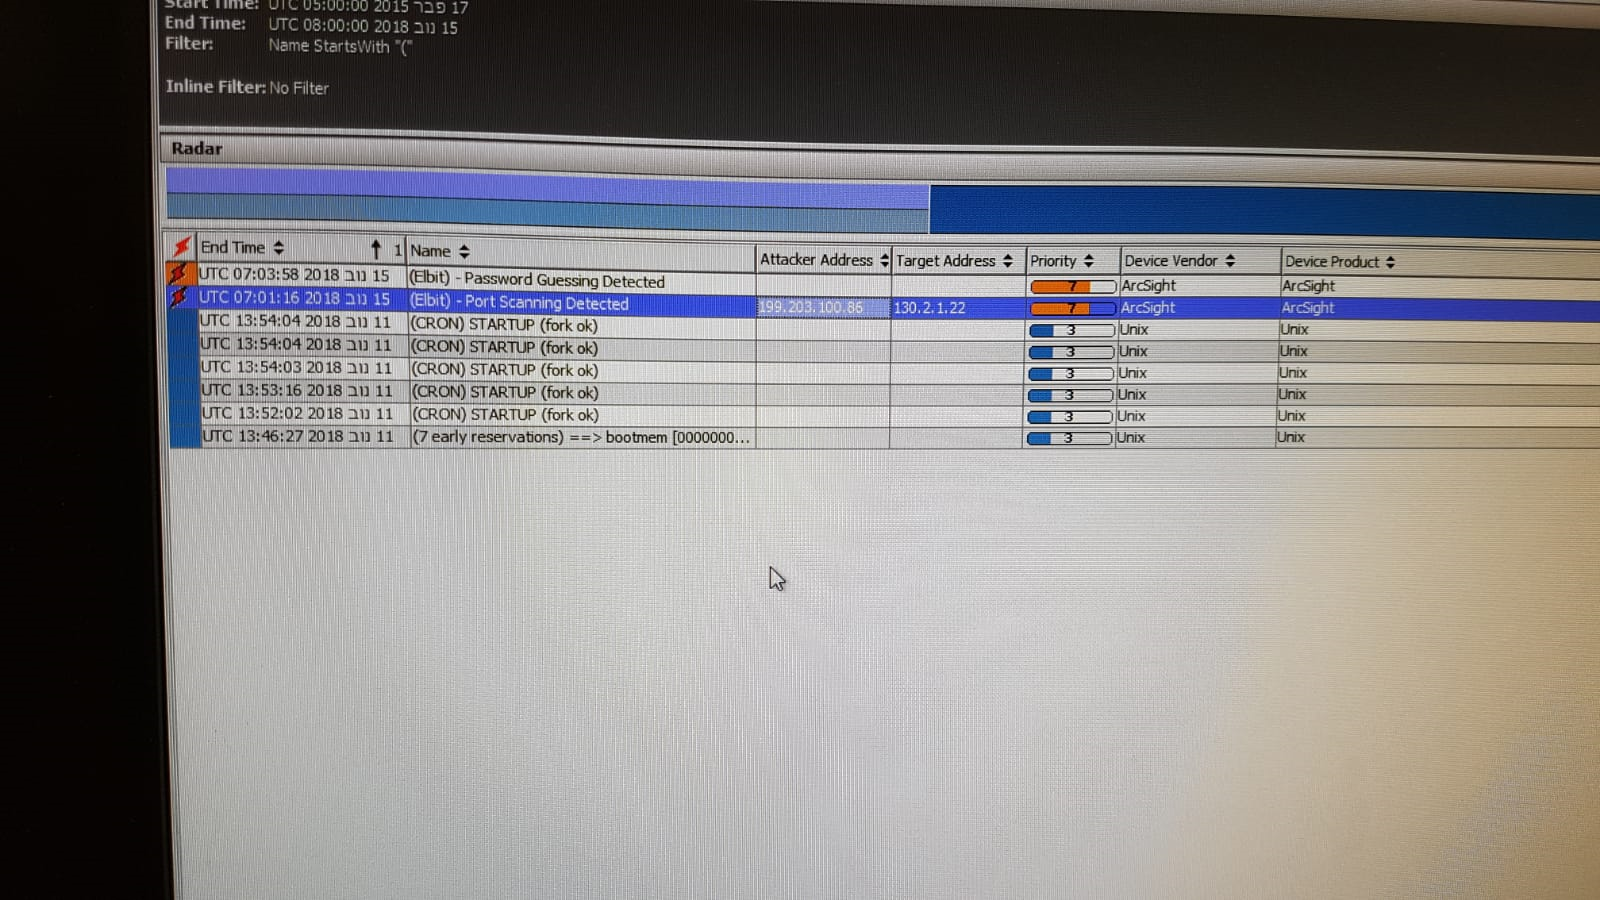 Start Time: UTC 05:00:00 2015 פבר 17
End Time: UTC 08:00:00 2018 נוב 15
Filter: Name StartsWith "("
Inline Filter: No Filter
Radar
End Time 1 Name Attacker Address Target Address Priority Device Vendor Device Product
UTC 07:03:58 2018 נוב 15 (Elbit) - Password Guessing Detected 7 ArcSight ArcSight
UTC 07:01:16 2018 נוב 15 (Elbit) - Port Scanning Detected 199.203.100.86 130.2.1.22 7 ArcSight ArcSight
UTC 13:54:04 2018 נוב 11 (CRON) STARTUP (fork ok) 3 Unix Unix
UTC 13:54:04 2018 נוב 11 (CRON) STARTUP (fork ok) 3 Unix Unix
UTC 13:54:03 2018 נוב 11 (CRON) STARTUP (fork ok) 3 Unix Unix
UTC 13:53:16 2018 נוב 11 (CRON) STARTUP (fork ok) 3 Unix Unix
UTC 13:52:02 2018 נוב 11 (CRON) STARTUP (fork ok) 3 Unix Unix
UTC 13:46:27 2018 נוב 11 (7 early reservations) ==> bootmem [0000000... 3 Unix Unix